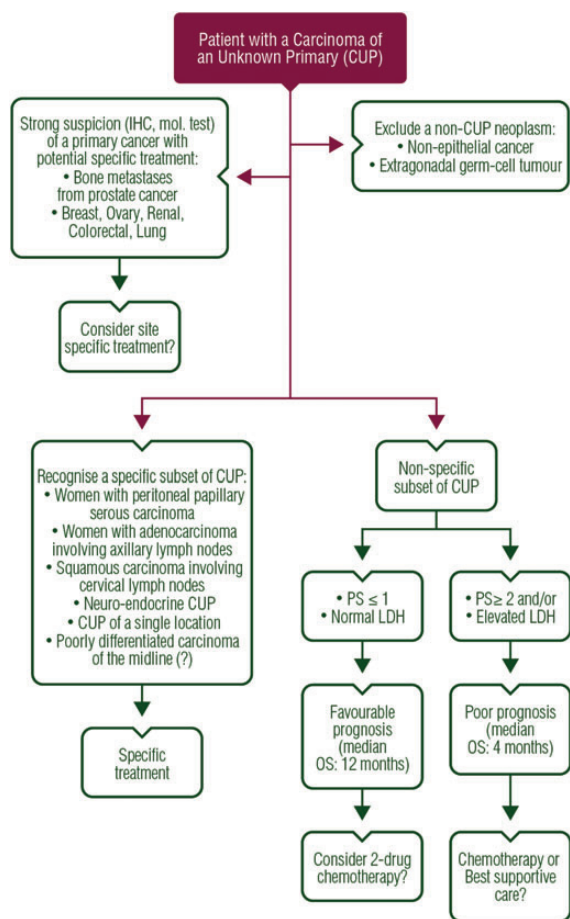 Patient with a Carcinoma of
an Unknown Primary (CUP)
Strong suspicion (IHC, mol. test)
of a primary cancer with
potential specific treatment:
• Bone metastases
from prostate cancer
• Breast, Ovary, Renal,
Colorectal, Lung
Exclude a non-CUP neoplasm:
• Non-epithelial cancer
• Extragonadal germ-cell tumour
Consider site
specific treatment?
Recognise a specific subset of CUP:
• Women with peritoneal papillary
serous carcinoma
• Women with adenocarcinoma
involving axillary lymph nodes
• Squamous carcinoma involving
cervical lymph nodes
• Neuro-endocrine CUP
• CUP of a single location
• Poorly differentiated carcinoma
of the midline (?)
Specific
treatment
Non-specific
subset of CUP
• PS ≤ 1
• Normal LDH
• PS≥ 2 and/or
• Elevated LDH
Favourable
prognosis
(median
OS: 12 months)
Poor prognosis
(median
OS: 4 months)
Consider 2-drug
chemotherapy?
Chemotherapy or
Best supportive
care?